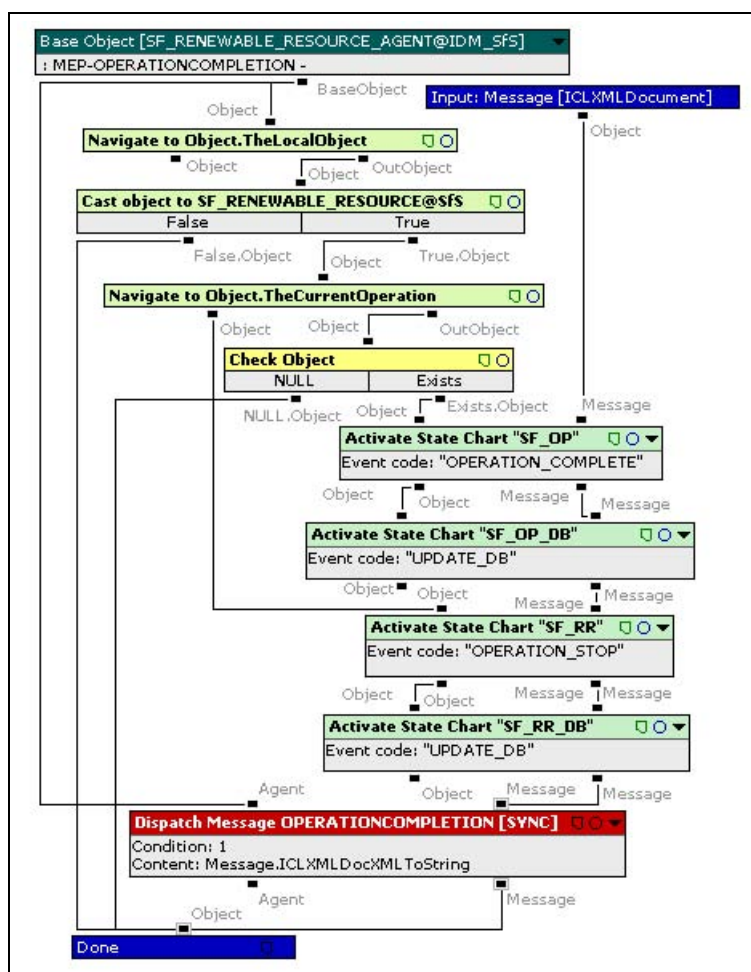 Base Object [SF_RENEWABLE_RESOURCE_AGENT@IDM_SfS]
: MEP-OPERATIONCOMPLETION -
BaseObject
Input: Message [ICLXMLDocument]
Object
Object
Navigate to Object.TheLocalObject
Object
Object
OutObject
Cast object to SF_RENEWABLE_RESOURCE@SfS
False
True
False.Object
Object
True.Object
Navigate to Object.TheCurrentOperation
Object
Object
OutObject
Check Object
NULL
Exists
NULL.Object
Object
Exists.Object
Message
Activate State Chart "SF_OP"
Event code: "OPERATION_COMPLETE"
Object
Object
Message
Message
Activate State Chart "SF_OP_DB"
Event code: "UPDATE_DB"
Object
Object
Message
Message
Activate State Chart "SF_RR"
Event code: "OPERATION_STOP"
Object
Object
Message
Message
Activate State Chart "SF_RR_DB"
Event code: "UPDATE_DB"
Agent
Object
Message
Message
Dispatch Message OPERATIONCOMPLETION [SYNC]
Condition: 1
Content: Message.ICLXMLDocXMLToString
Agent
Message
Object
Done